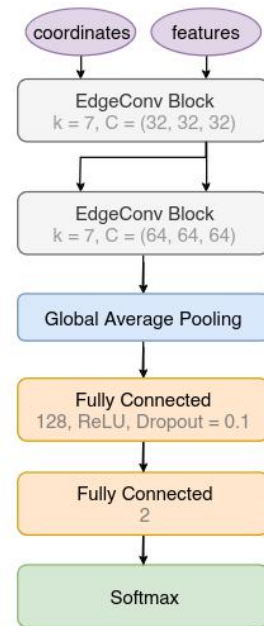 coordinates
features
EdgeConv Block
k = 7, C = (32, 32, 32)
EdgeConv Block
k = 7, C = (64, 64, 64)
Global Average Pooling
Fully Connected
128, ReLU, Dropout = 0.1
Fully Connected
2
Softmax